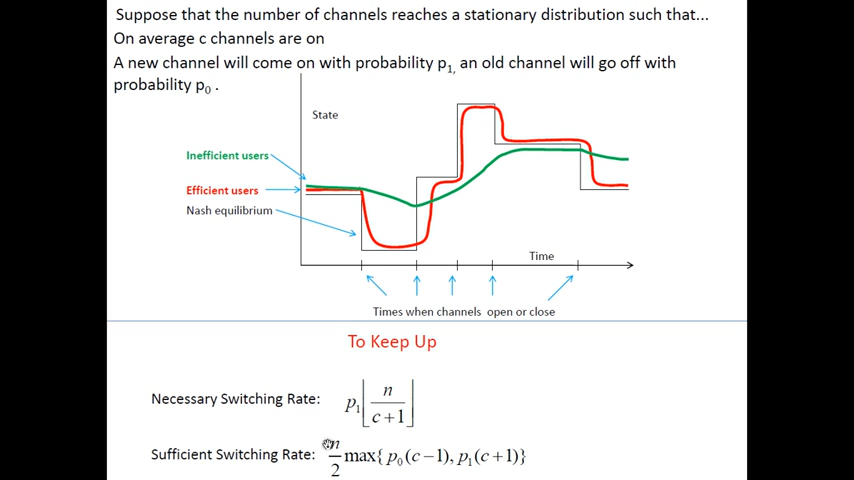 Suppose that the number of channels reaches a stationary distribution such that...
On average c channels are on
A new channel will come on with probability p₁, an old channel will go off with
probability p₀ .
State
Inefficient users
Efficient users
Nash equilibrium
Time
Times when channels open or close
To Keep Up
Necessary Switching Rate: p₁⌊n/(c+1)⌋
Sufficient Switching Rate: n/2 max{ p₀(c−1), p₁(c+1)}